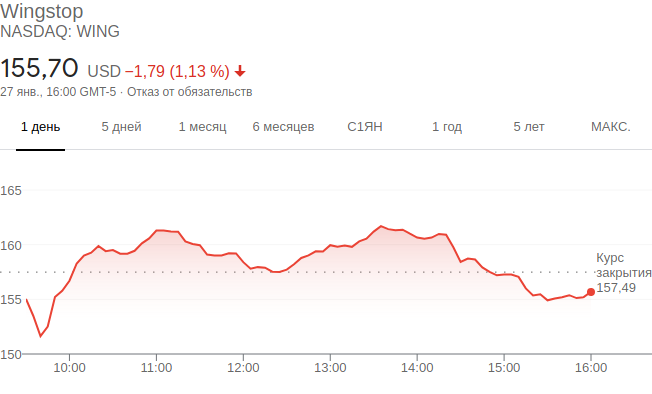 Wingstop
NASDAQ: WING
155,70 USD −1,79 (1,13 %)
27 янв., 16:00 GMT-5 · Отказ от обязательств
1 день 5 дней 1 месяц 6 месяцев С1ЯН 1 год 5 лет МАКС.
165
160
Курс
закрытия
157,49
155
150
10:00 11:00 12:00 13:00 14:00 15:00 16:00